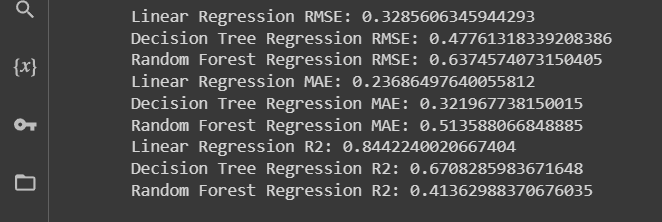 Linear Regression RMSE: 0.3285606345944293
Decision Tree Regression RMSE: 0.47761318339208386
Random Forest Regression RMSE: 0.6374574073150405
Linear Regression MAE: 0.23686497640055812
Decision Tree Regression MAE: 0.321967738150015
Random Forest Regression MAE: 0.513588066848885
Linear Regression R2: 0.8442240020667404
Decision Tree Regression R2: 0.6708285983671648
{x}
Random Forest Regression R2: 0.41362988370676035